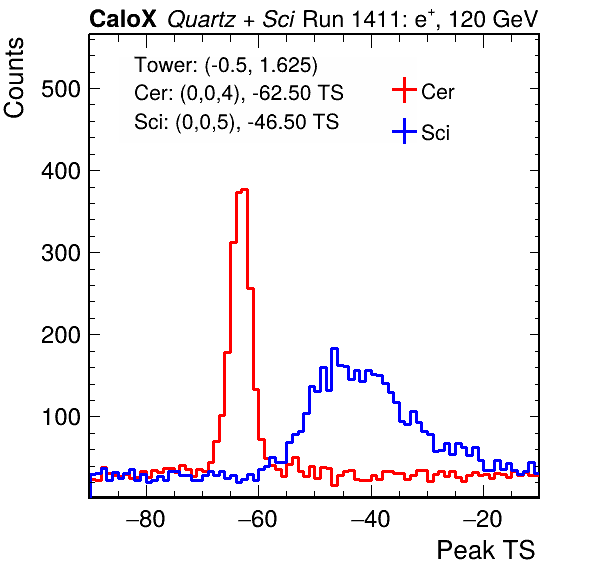 CaloX Quartz + Sci Run 1411: e+, 120 GeV
Counts
Tower: (-0.5, 1.625)
Cer: (0,0,4), -62.50 TS
Sci: (0,0,5), -46.50 TS
Cer
Sci
500
400
300
200
100
−80 −60 −40 −20
Peak TS